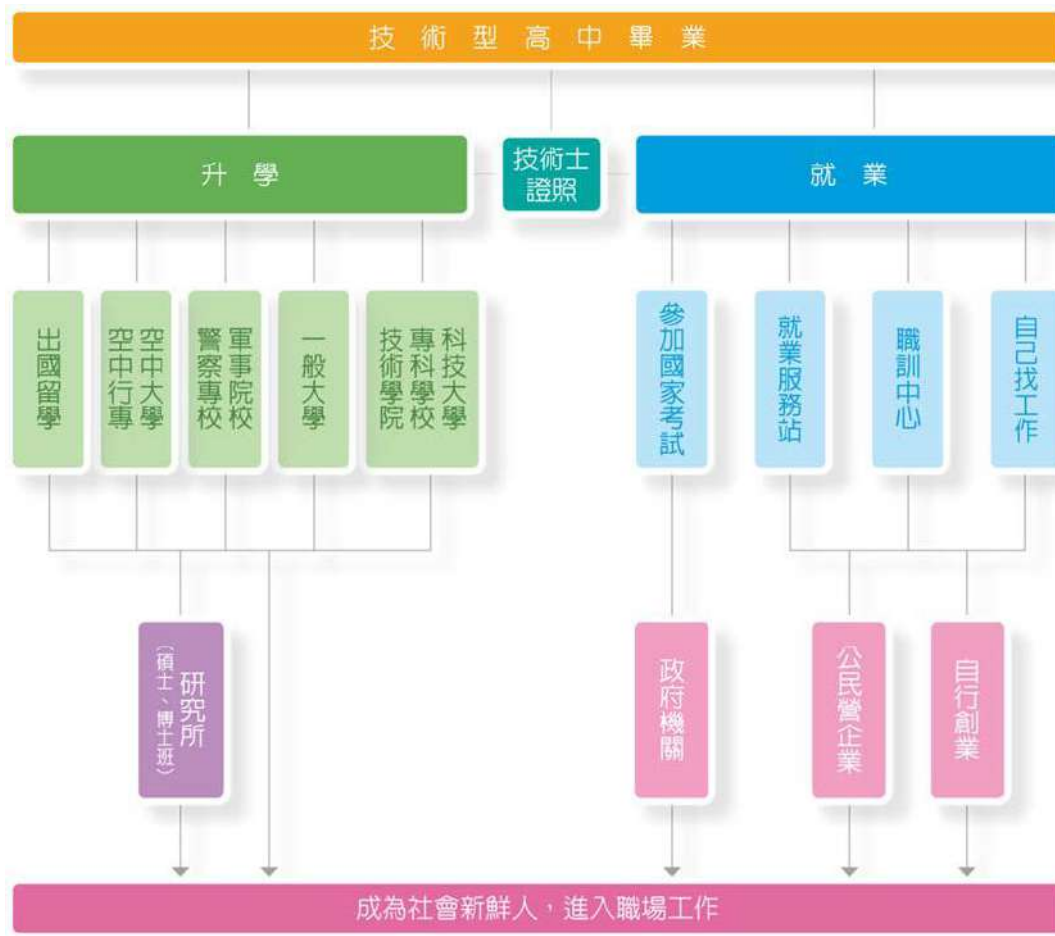 技術型高中畢業
升學
技術士
證照
就業
出國留學
空中大學
空中行專
軍事院校
警察專校
一般大學
科技大學
專科學校
技術學院
參加國家考試
就業服務站
職訓中心
自己找工作
研究所
（碩士、博士班）
政府機關
公民營企業
自行創業
成為社會新鮮人，進入職場工作